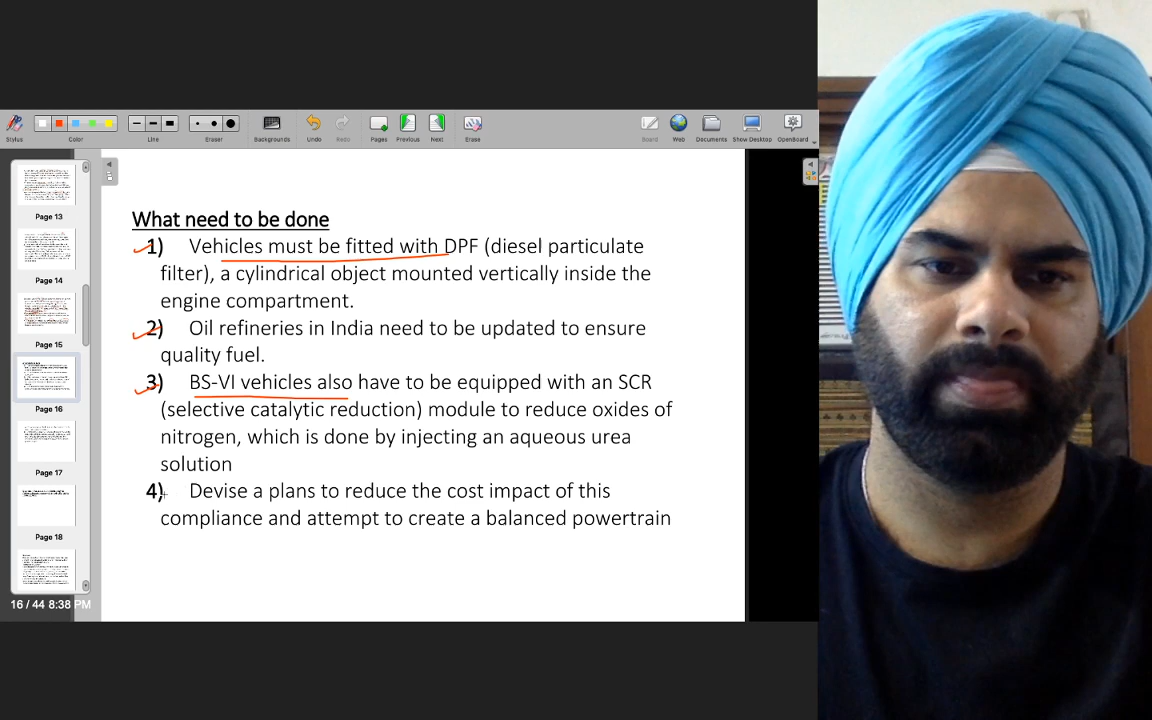 Stylus
Color
Line
Eraser
Backgrounds
Undo
Redo
Pages
Previous
Next
Erase
Board
Web
Documents
Show Desktop
OpenBoard
Page 13
Page 14
Page 15
Page 16
Page 17
Page 18
16 / 44 8:38 PM
What need to be done
1) Vehicles must be fitted with DPF (diesel particulate
filter), a cylindrical object mounted vertically inside the
engine compartment.
2) Oil refineries in India need to be updated to ensure
quality fuel.
3) BS-VI vehicles also have to be equipped with an SCR
(selective catalytic reduction) module to reduce oxides of
nitrogen, which is done by injecting an aqueous urea
solution
4) Devise a plans to reduce the cost impact of this
compliance and attempt to create a balanced powertrain